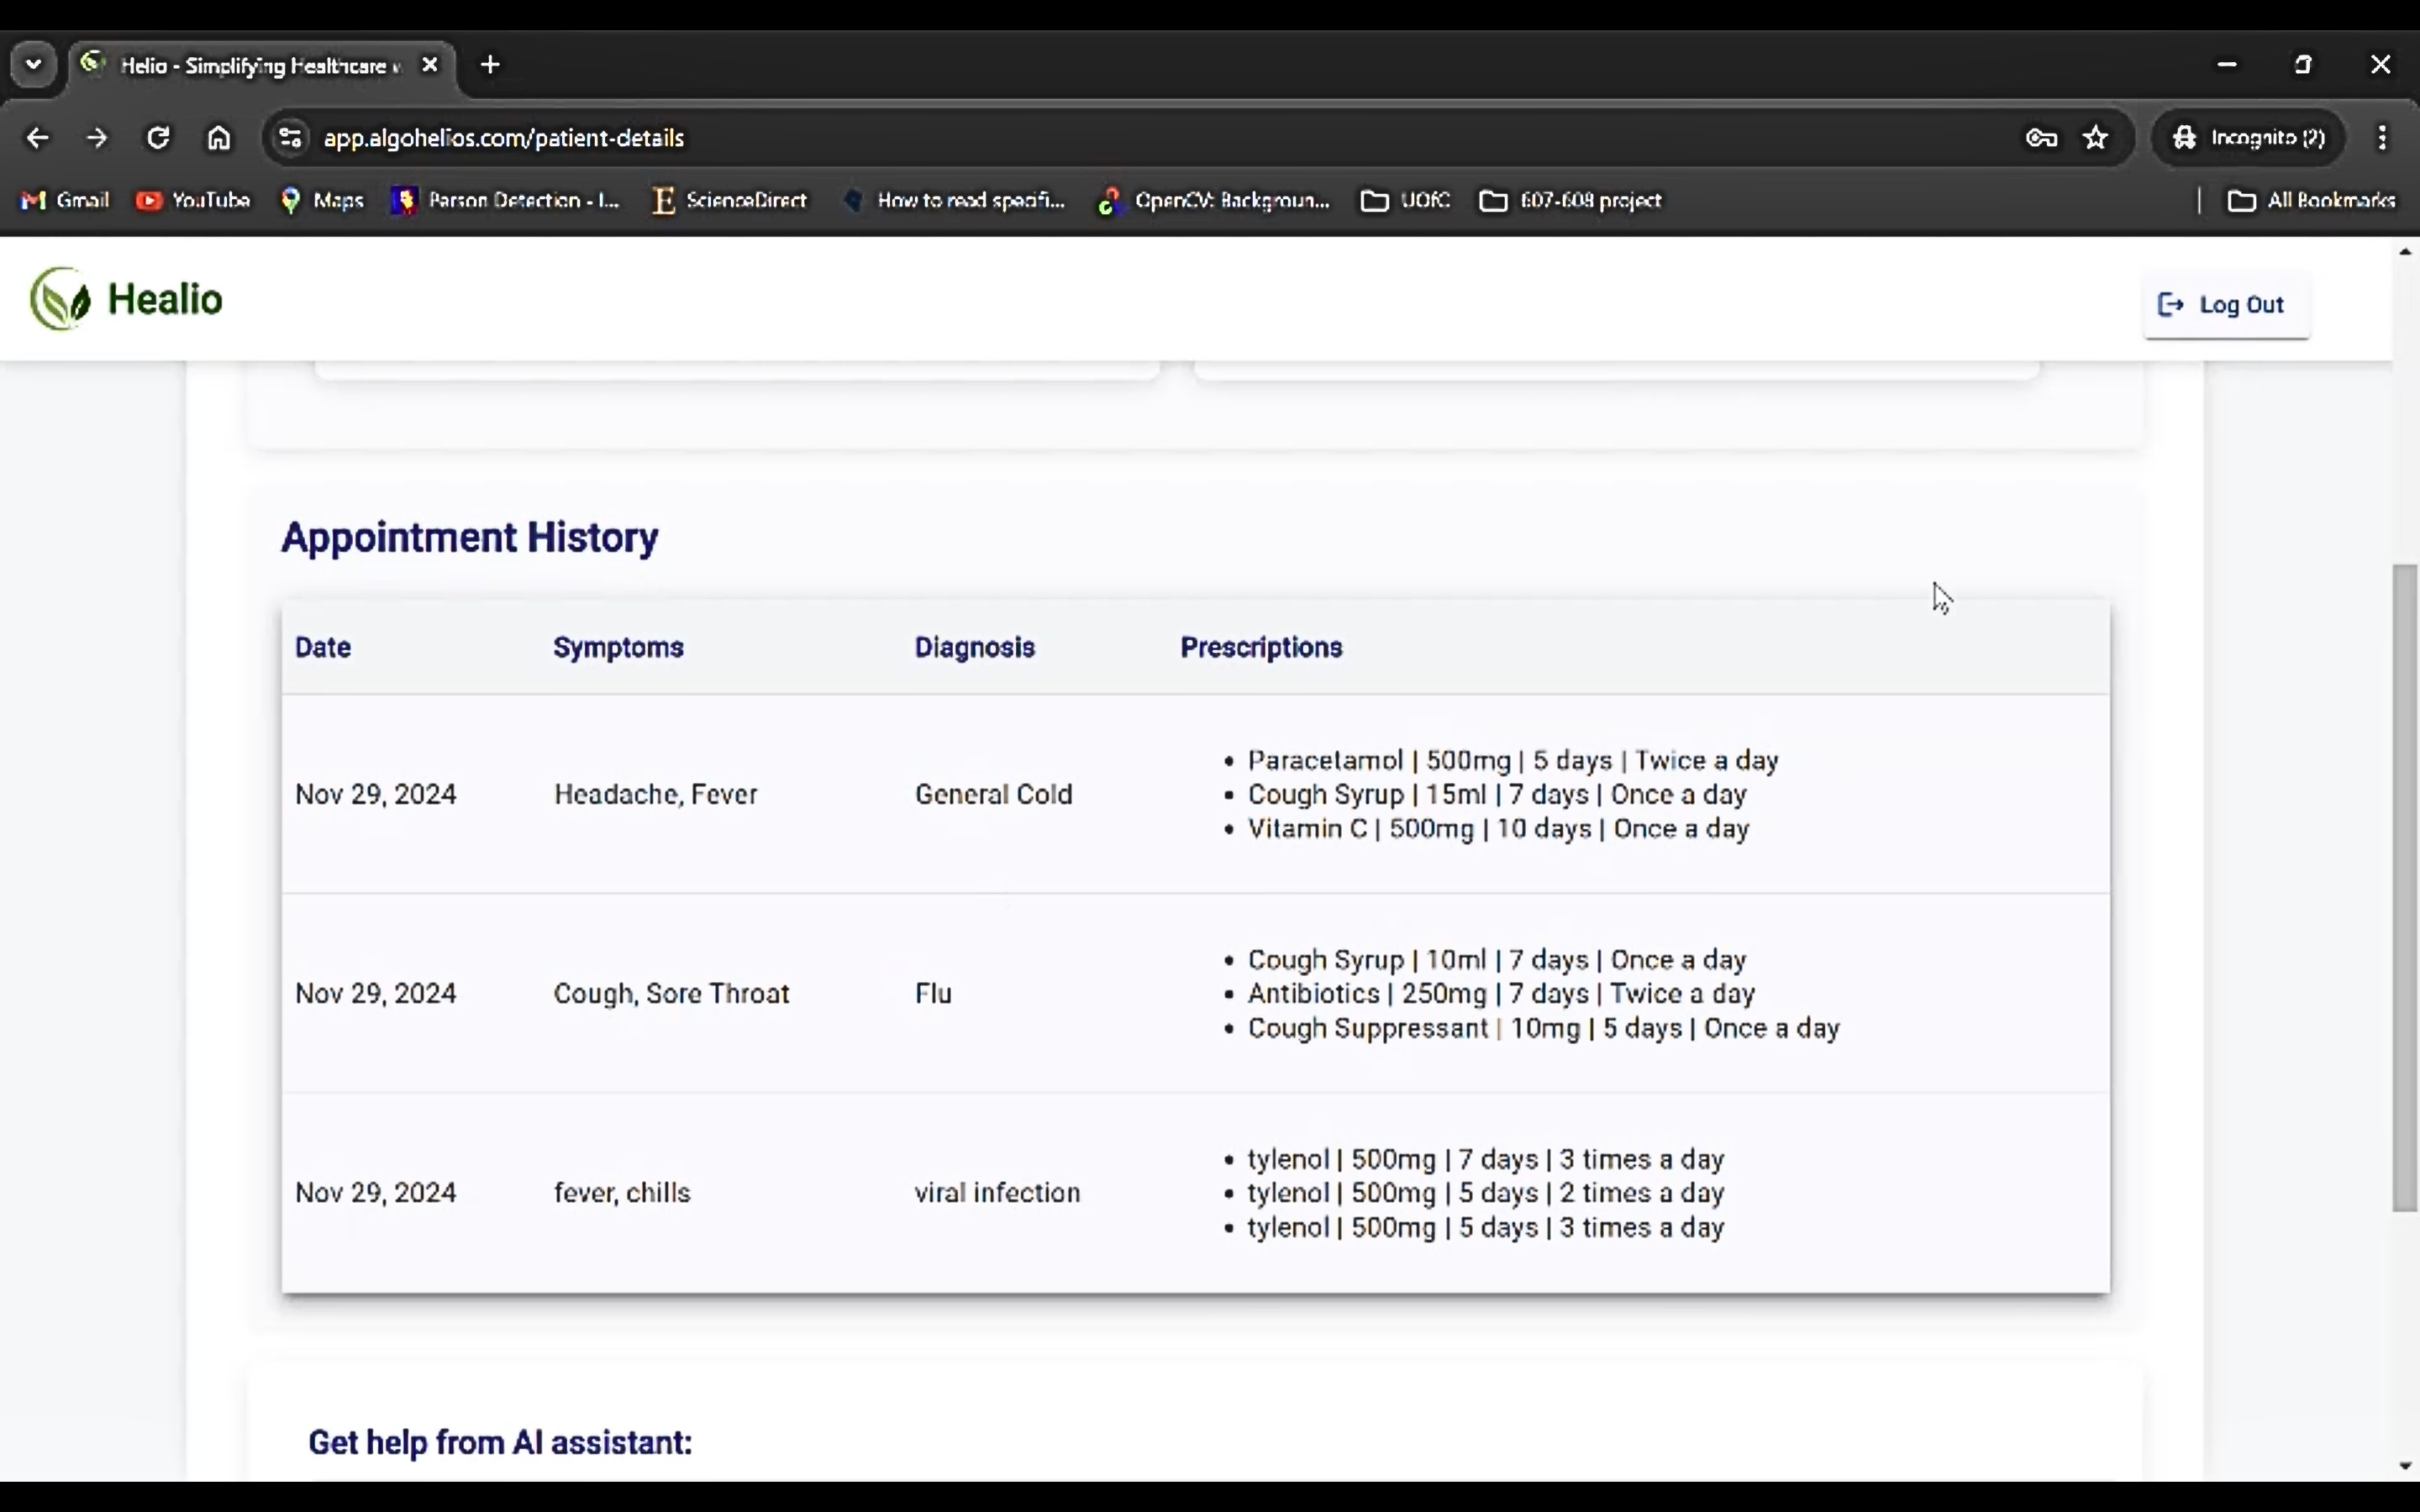 Helio - Simplifying Healthcare
app.algohelios.com/patient-details
Incognito (2)
Gmail YouTube Maps Person Detection - I... ScienceDirect How to read specifi... OpenCV: Backgroun... UOfC 607-608 project All Bookmarks
Healio
Log Out
Appointment History
Date Symptoms Diagnosis Prescriptions
Nov 29, 2024 Headache, Fever General Cold
• Paracetamol | 500mg | 5 days | Twice a day
• Cough Syrup | 15ml | 7 days | Once a day
• Vitamin C | 500mg | 10 days | Once a day
Nov 29, 2024 Cough, Sore Throat Flu
• Cough Syrup | 10ml | 7 days | Once a day
• Antibiotics | 250mg | 7 days | Twice a day
• Cough Suppressant | 10mg | 5 days | Once a day
Nov 29, 2024 fever, chills viral infection
• tylenol | 500mg | 7 days | 3 times a day
• tylenol | 500mg | 5 days | 2 times a day
• tylenol | 500mg | 5 days | 3 times a day
Get help from AI assistant: